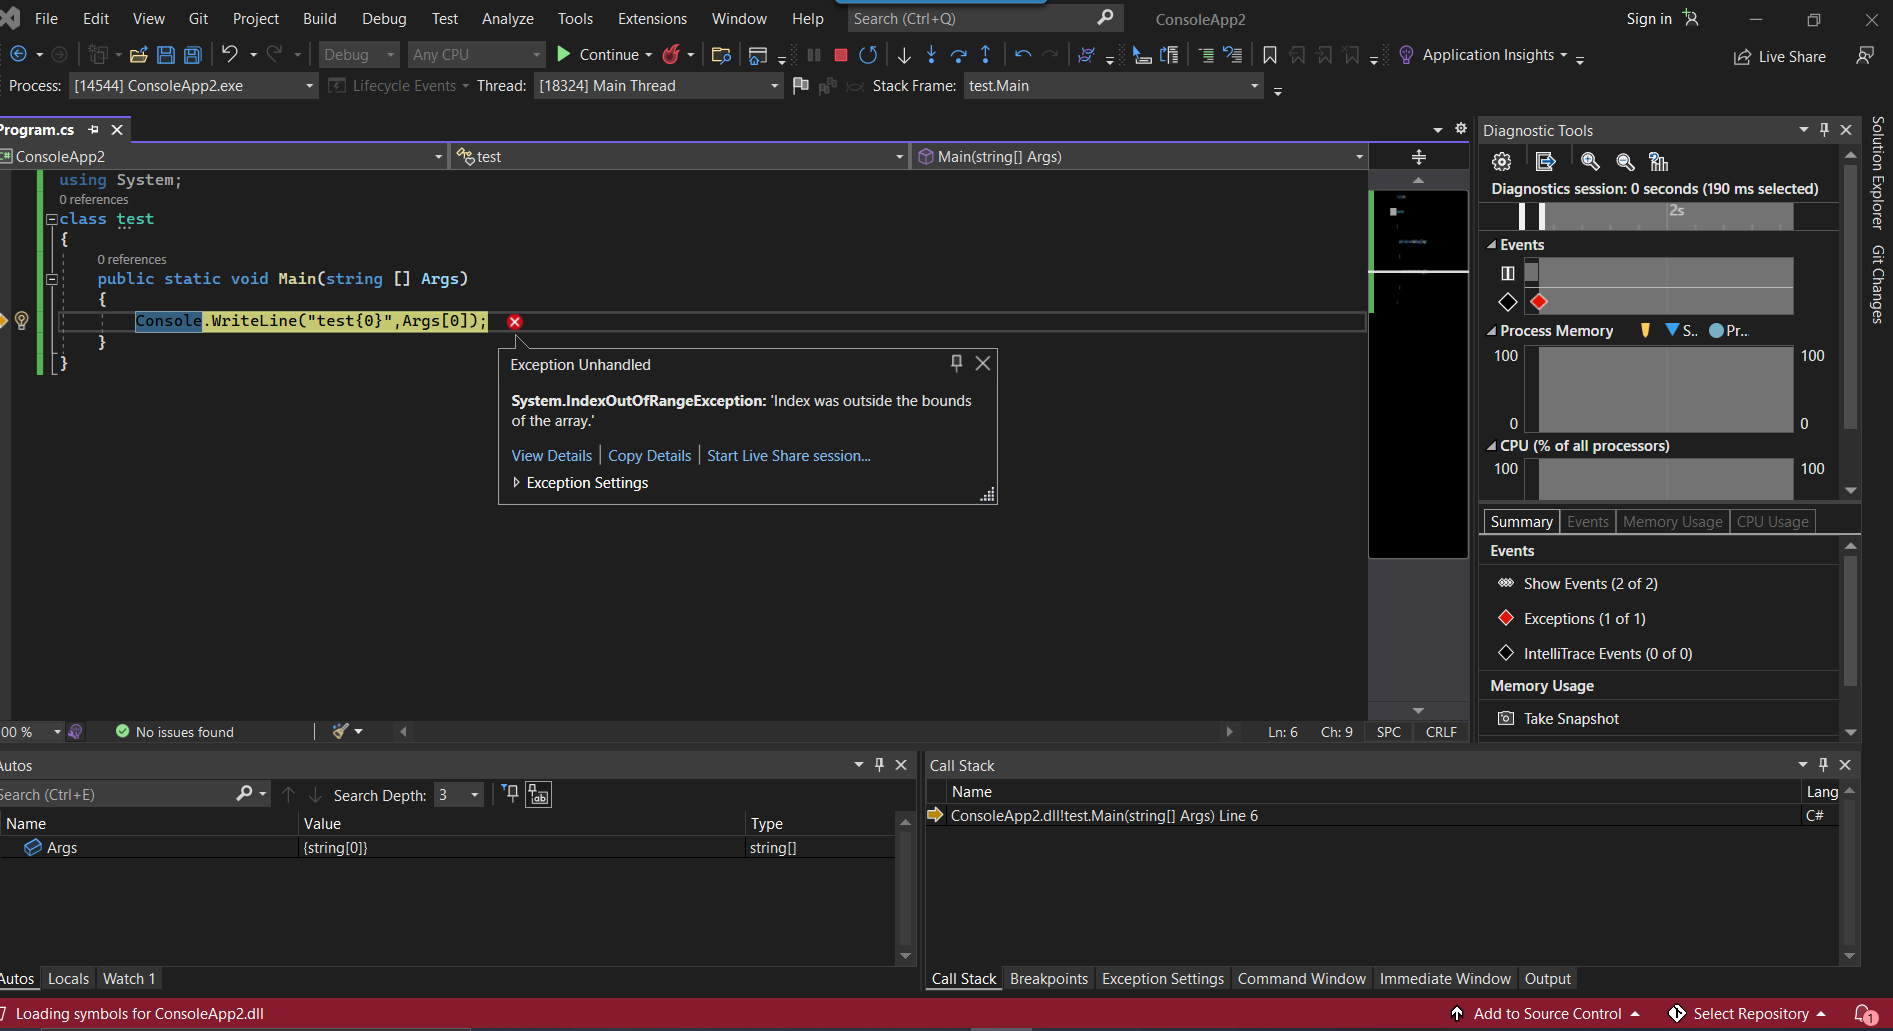 File Edit View Git Project Build Debug Test Analyze Tools Extensions Window Help Search (Ctrl+Q) ConsoleApp2 Sign in
Debug Any CPU Continue Application Insights Live Share
Process: [14544] ConsoleApp2.exe Lifecycle Events Thread: [18324] Main Thread Stack Frame: test.Main
Program.cs
C# ConsoleApp2 test Main(string[] Args)
using System;
0 references
class test
{
0 references
public static void Main(string [] Args)
{
Console.WriteLine("test{0}",Args[0]);
}
}
Exception Unhandled
System.IndexOutOfRangeException: 'Index was outside the bounds
of the array.'
View Details Copy Details Start Live Share session...
Exception Settings
00 % No issues found Ln: 6 Ch: 9 SPC CRLF
Diagnostic Tools
Diagnostics session: 0 seconds (190 ms selected)
2s
Events
Process Memory S.. Pr...
100 100
0 0
CPU (% of all processors)
100 100
Summary Events Memory Usage CPU Usage
Events
Show Events (2 of 2)
Exceptions (1 of 1)
IntelliTrace Events (0 of 0)
Memory Usage
Take Snapshot
Solution Explorer
Git Changes
Autos
Search (Ctrl+E) Search Depth: 3
Name Value Type
Args {string[0]} string[]
Autos Locals Watch 1
Call Stack
Name Lang
ConsoleApp2.dll!test.Main(string[] Args) Line 6 C#
Call Stack Breakpoints Exception Settings Command Window Immediate Window Output
Loading symbols for ConsoleApp2.dll Add to Source Control Select Repository 1